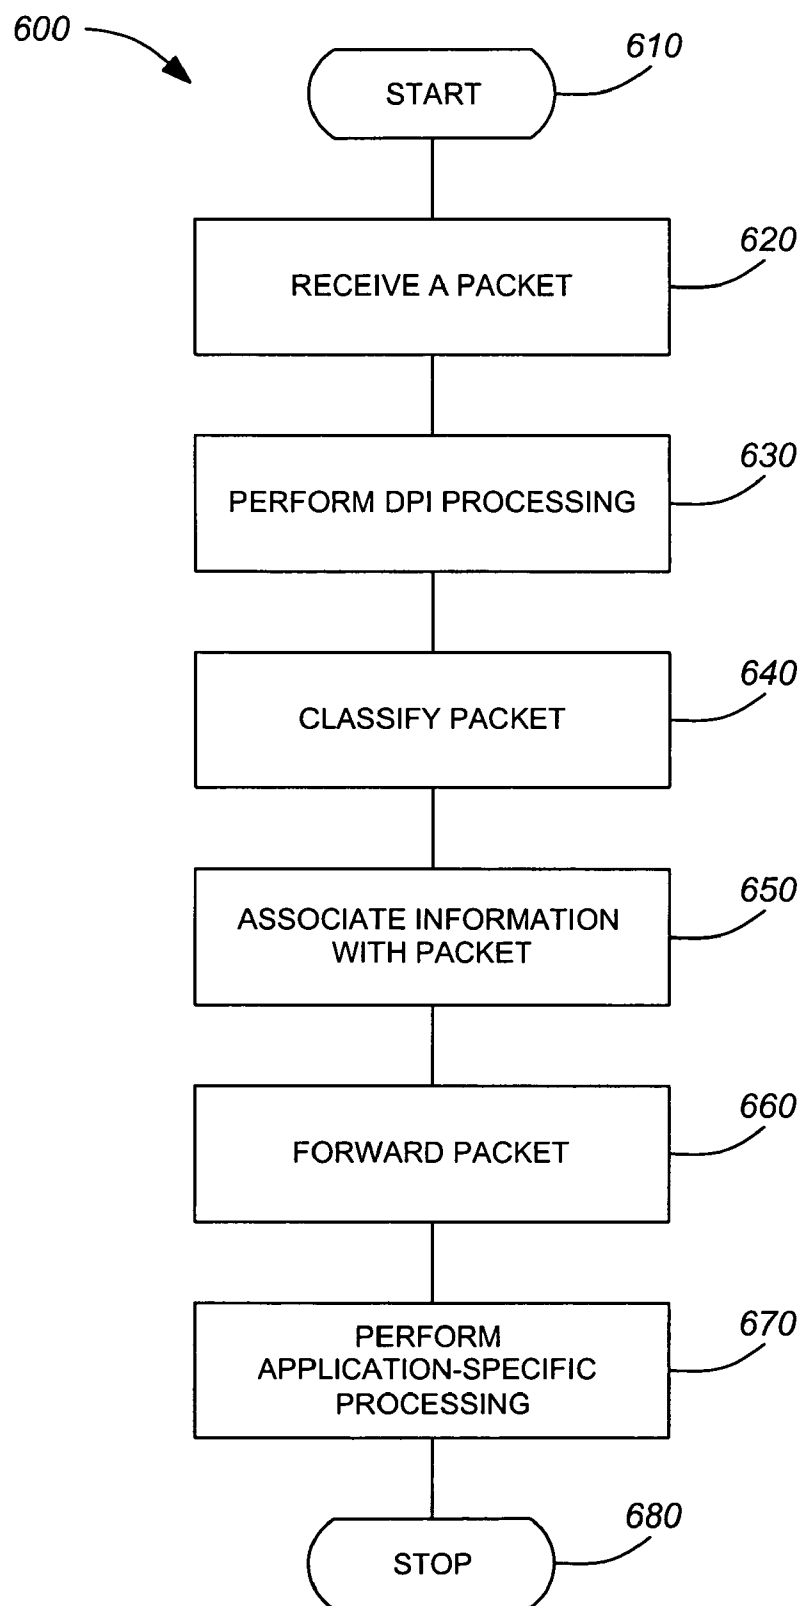 600
610
START
620
RECEIVE A PACKET
630
PERFORM DPI PROCESSING
640
CLASSIFY PACKET
650
ASSOCIATE INFORMATION
WITH PACKET
660
FORWARD PACKET
670
PERFORM
APPLICATION-SPECIFIC
PROCESSING
680
STOP